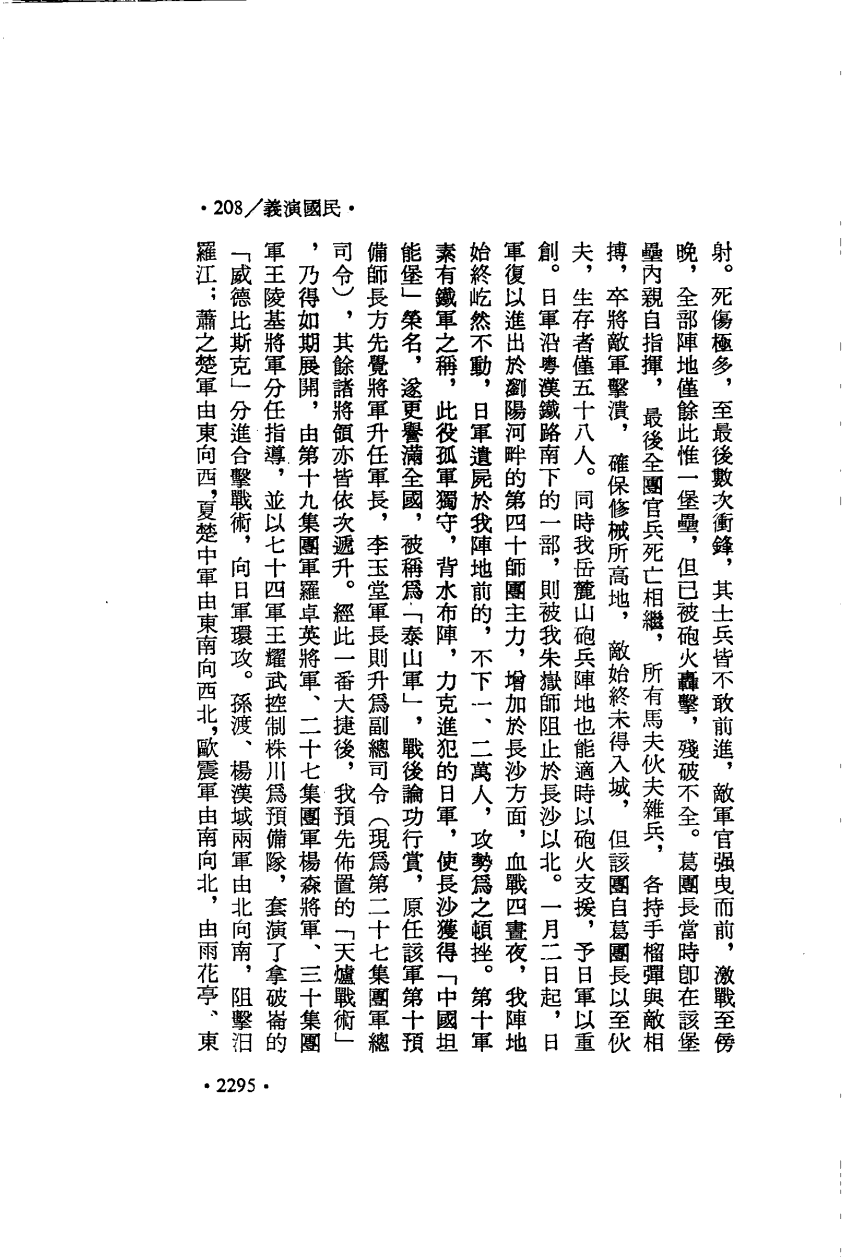 ·208／義演國民·
射。死傷極多，至最後數次衝鋒，其士兵皆不敢前進，敵軍官强曳而前，激戰至傍
晚，全部陣地僅餘此惟一堡壘，但已被砲火轟擊，殘破不全。葛團長當時卽在該堡
壘內親自指揮，最後全團官兵死亡相繼，所有馬夫伙夫雜兵，各持手榴彈與敵相
搏，卒將敵軍擊潰，確保修械所高地，敵始終未得入城，但該團自葛團長以至伙
夫，生存者僅五十八人。同時我岳麓山砲兵陣地也能適時以砲火支援，予日軍以重
創。日軍沿粵漢鐵路南下的一部，則被我朱嶽師阻止於長沙以北。一月二日起，日
軍復以進出於瀏陽河畔的第四十師團主力，增加於長沙方面，血戰四晝夜，我陣地
始終屹然不動，日軍遺屍於我陣地前的，不下一、二萬人，攻勢爲之頓挫。第十軍
素有鐵軍之稱，此役孤軍獨守，背水布陣，力克進犯的日軍，使長沙獲得「中國坦
能堡」榮名，遂更譽滿全國，被稱爲「泰山軍」，戰後論功行賞，原任該軍第十預
備師長方先覺將軍升任軍長，李玉堂軍長則升爲副總司令（現爲第二十七集團軍總
司令），其餘諸將領亦皆依次遞升。經此一番大捷後，我預先佈置的「天爐戰術」
，乃得如期展開，由第十九集團軍羅卓英將軍、二十七集團軍楊森將軍、三十集團
軍王陵基將軍分任指導，並以七十四軍王耀武控制株川爲預備隊，套演了拿破崙的
「威德比斯克」分進合擊戰術，向日軍環攻。孫渡、楊漢域兩軍由北向南，阻擊汨
羅江；蕭之楚軍由東向西，夏楚中軍由東南向西北，歐震軍由南向北，由雨花亭、東
·2295·